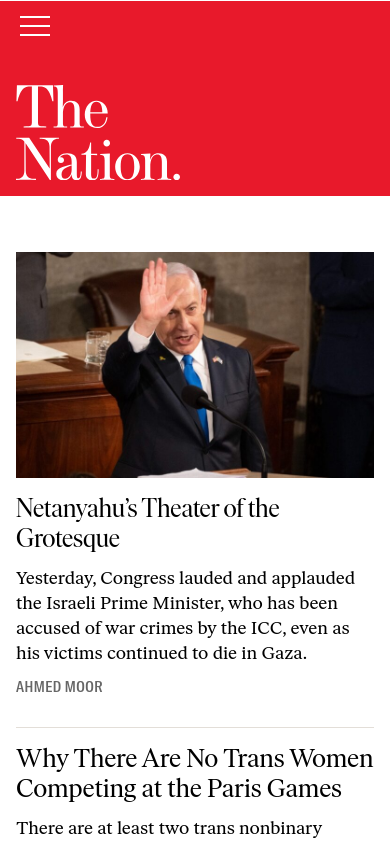 The
Nation.
Netanyahu’s Theater of the
Grotesque
Yesterday, Congress lauded and applauded
the Israeli Prime Minister, who has been
accused of war crimes by the ICC, even as
his victims continued to die in Gaza.
AHMED MOOR
Why There Are No Trans Women
Competing at the Paris Games
There are at least two trans nonbinary